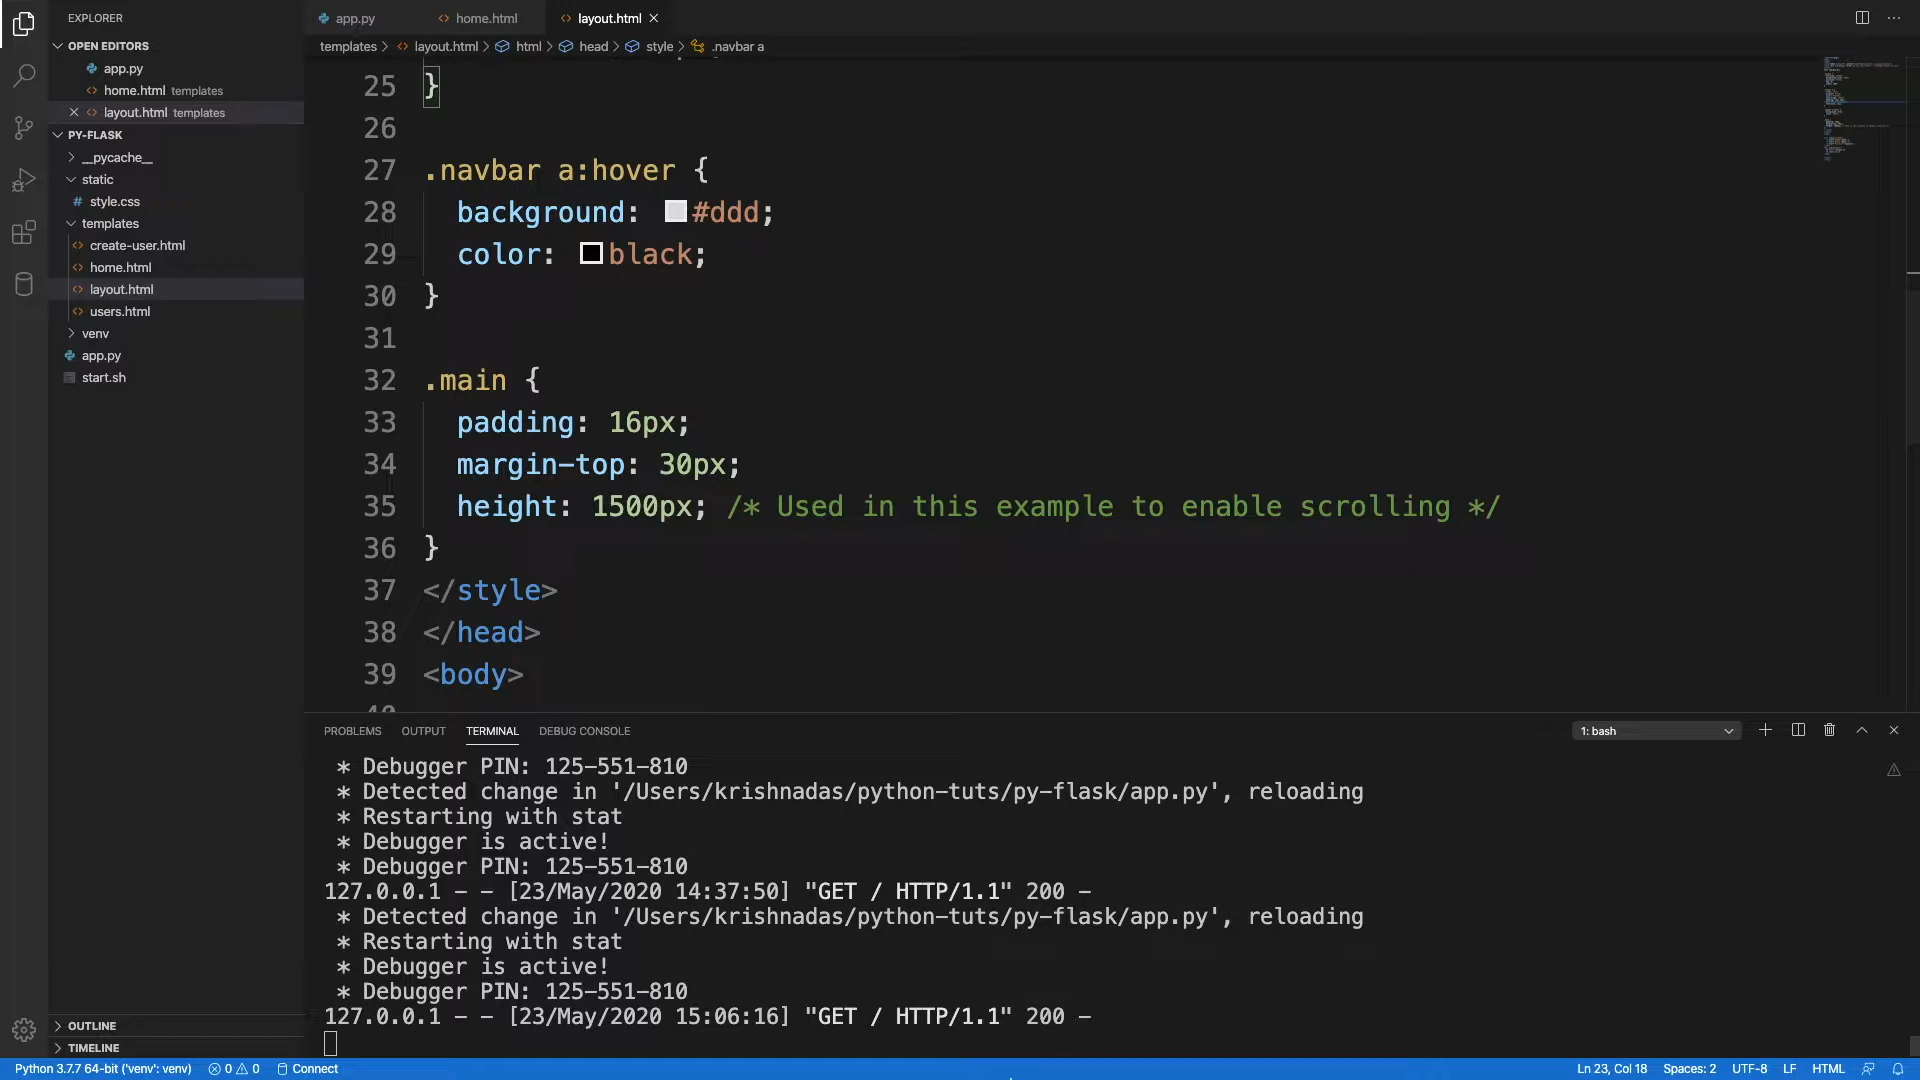 EXPLORER
OPEN EDITORS
app.py
home.html templates
layout.html templates
PY-FLASK
__pycache__
static
style.css
templates
create-user.html
home.html
layout.html
users.html
venv
app.py
start.sh
OUTLINE
TIMELINE
app.py home.html layout.html
templates layout.html html head style .navbar a
25 }
26
27 .navbar a:hover {
28 background: #ddd;
29 color: black;
30 }
31
32 .main {
33 padding: 16px;
34 margin-top: 30px;
35 height: 1500px; /* Used in this example to enable scrolling */
36 }
37 </style>
38 </head>
39 <body>
PROBLEMS OUTPUT TERMINAL DEBUG CONSOLE
1: bash
* Debugger PIN: 125-551-810
* Detected change in '/Users/krishnadas/python-tuts/py-flask/app.py', reloading
* Restarting with stat
* Debugger is active!
* Debugger PIN: 125-551-810
127.0.0.1 - - [23/May/2020 14:37:50] "GET / HTTP/1.1" 200 -
* Detected change in '/Users/krishnadas/python-tuts/py-flask/app.py', reloading
* Restarting with stat
* Debugger is active!
* Debugger PIN: 125-551-810
127.0.0.1 - - [23/May/2020 15:06:16] "GET / HTTP/1.1" 200 -
Python 3.7.7 64-bit ('venv': venv) 0 0 Connect Ln 23, Col 18 Spaces: 2 UTF-8 LF HTML